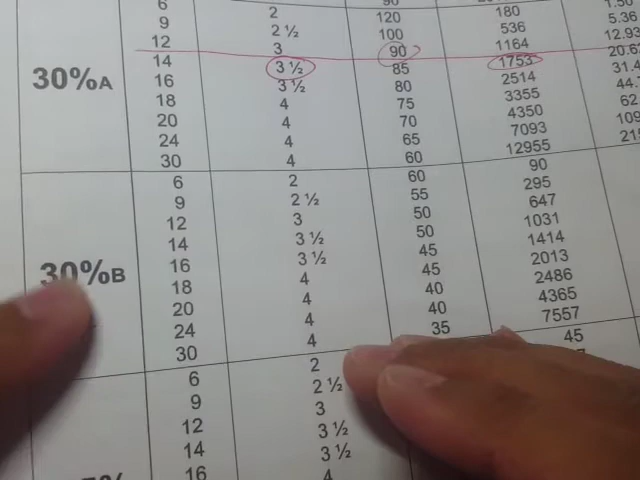 6 2 120 180
9 2 ½ 100 536 5.36
12 3 90 1164 12.93
30%A 14 3 ½ 85 1753 20.6
16 3 ½ 80 2514 31.4
18 4 75 3355 44.
20 4 70 4350 62
24 4 65 7093 109
30 4 60 12955 21
6 2 60 90
9 2 ½ 55 295
12 3 50 647
14 3 ½ 50 1031
30%B 16 3 ½ 45 1414
18 4 45 2013
20 4 40 2486
24 4 40 4365
30 4 35 7557
6 2 45
9 2 ½
12 3
14 3 ½
16 3 ½
4